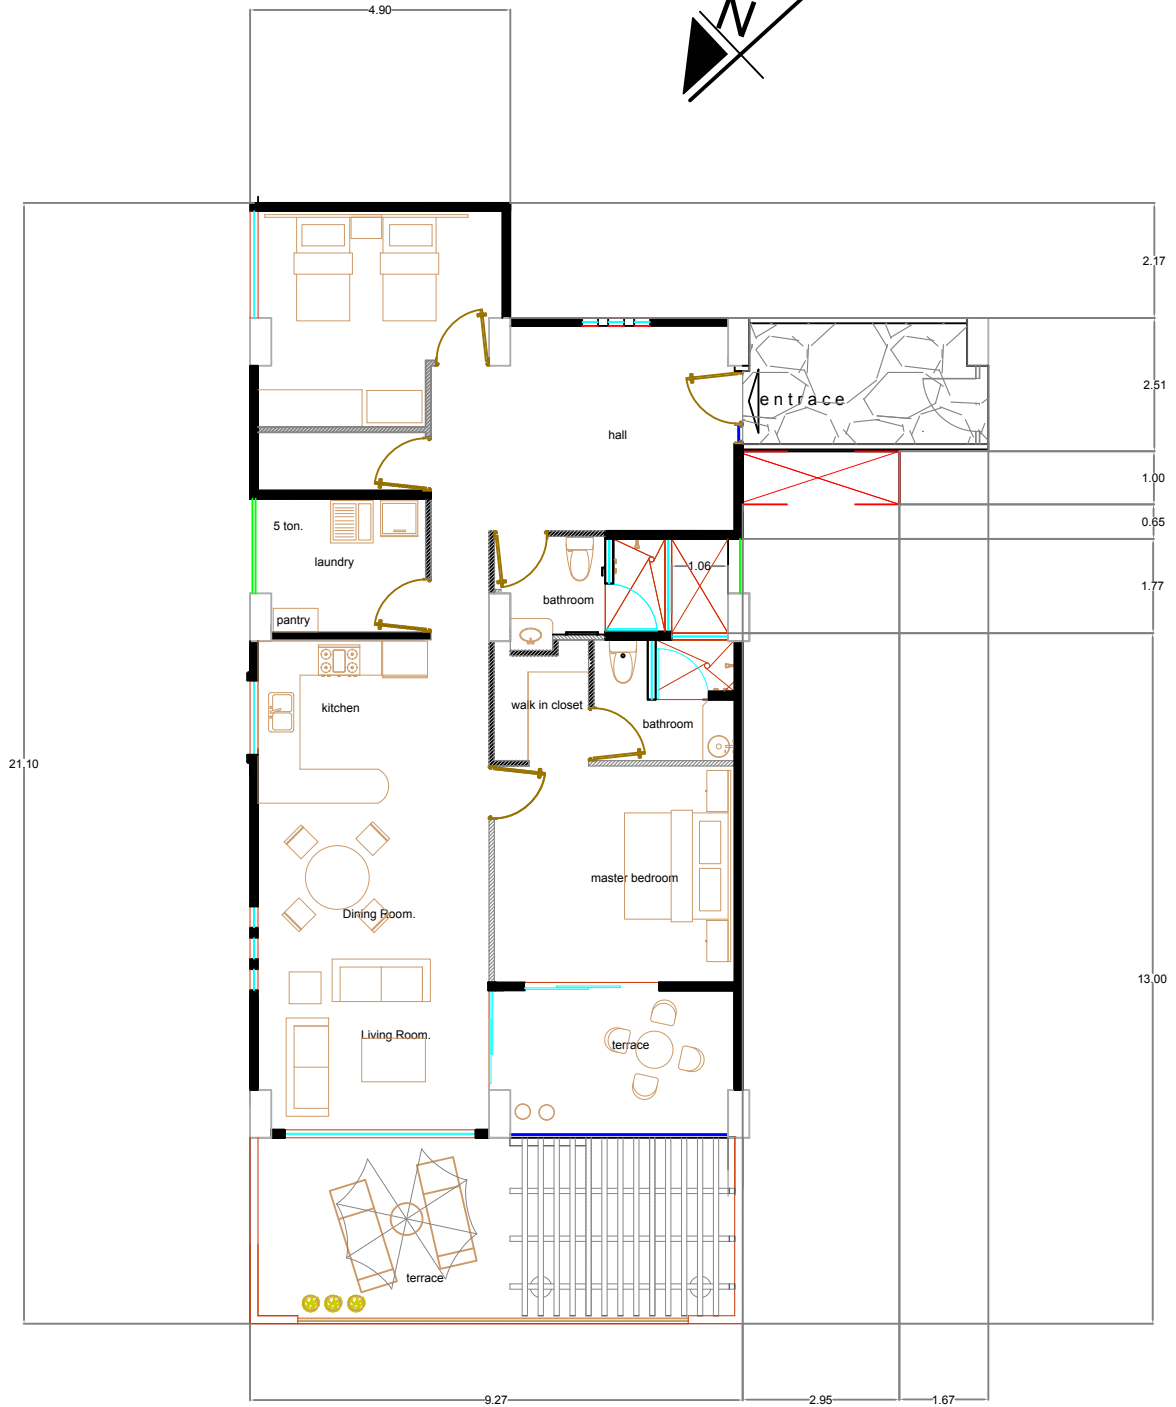 4.90
N
2.17
2.51
entrace
hall
1.00
0.65
5 ton.
laundry
1.06
1.77
bathroom
pantry
walk in closet
kitchen
bathroom
21,10
master bedroom
Dining Room.
13.00
Living Room.
terrace
terrace
9.27
2.95
1.67